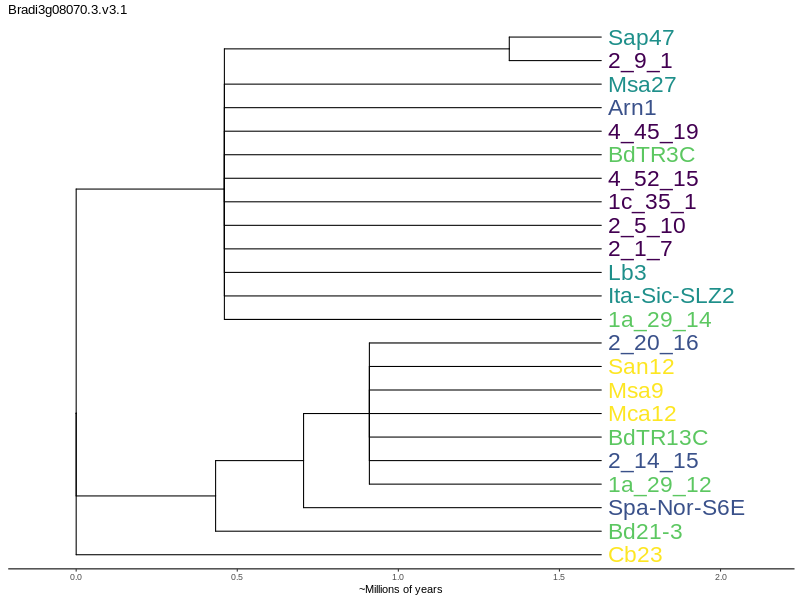 Bradi3g08070.3.v3.1
Sap47
2_9_1
Msa27
Arn1
4_45_19
BdTR3C
4_52_15
1c_35_1
2_5_10
2_1_7
Lb3
Ita-Sic-SLZ2
1a_29_14
2_20_16
San12
Msa9
Mca12
BdTR13C
2_14_15
1a_29_12
Spa-Nor-S6E
Bd21-3
Cb23
0.0 0.5 1.0 1.5 2.0
~Millions of years